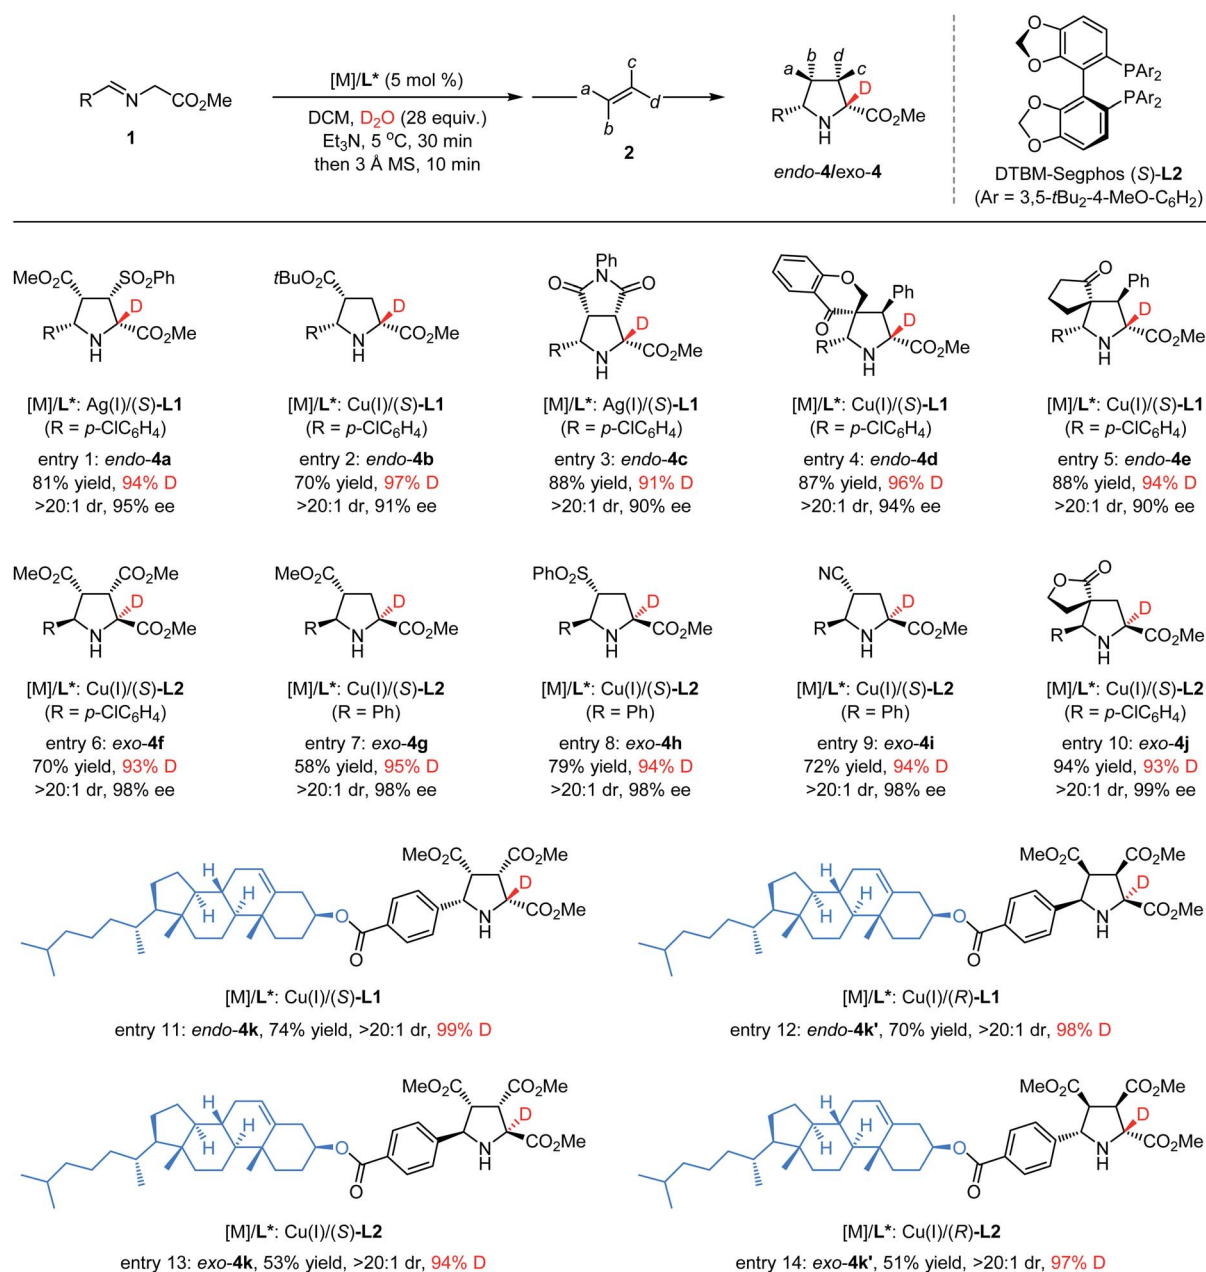 [M]/L* (5 mol %)
DCM, D2O (28 equiv.)
Et3N, 5 °C, 30 min
then 3 Å MS, 10 min
R N CO2Me
1
a b c d
2
a b d c D
R N H CO2Me
endo-4/exo-4
O O PAr2
O O PAr2
DTBM-Segphos (S)-L2
(Ar = 3,5-tBu2-4-MeO-C6H2)
MeO2C SO2Ph D R N H CO2Me
tBuO2C D R N H CO2Me
Ph N O O D R N H CO2Me
O O Ph D R N H CO2Me
O Ph D R N H CO2Me
[M]/L*: Ag(I)/(S)-L1
(R = p-ClC6H4)
entry 1: endo-4a
81% yield, 94% D
>20:1 dr, 95% ee
[M]/L*: Cu(I)/(S)-L1
(R = p-ClC6H4)
entry 2: endo-4b
70% yield, 97% D
>20:1 dr, 91% ee
[M]/L*: Ag(I)/(S)-L1
(R = p-ClC6H4)
entry 3: endo-4c
88% yield, 91% D
>20:1 dr, 90% ee
[M]/L*: Cu(I)/(S)-L1
(R = p-ClC6H4)
entry 4: endo-4d
87% yield, 96% D
>20:1 dr, 94% ee
[M]/L*: Cu(I)/(S)-L1
(R = p-ClC6H4)
entry 5: endo-4e
88% yield, 94% D
>20:1 dr, 90% ee
MeO2C CO2Me D R N H CO2Me
MeO2C D R N H CO2Me
PhO2S D R N H CO2Me
NC D R N H CO2Me
O O D R N H CO2Me
[M]/L*: Cu(I)/(S)-L2
(R = p-ClC6H4)
entry 6: exo-4f
70% yield, 93% D
>20:1 dr, 98% ee
[M]/L*: Cu(I)/(S)-L2
(R = Ph)
entry 7: exo-4g
58% yield, 95% D
>20:1 dr, 98% ee
[M]/L*: Cu(I)/(S)-L2
(R = Ph)
entry 8: exo-4h
79% yield, 94% D
>20:1 dr, 98% ee
[M]/L*: Cu(I)/(S)-L2
(R = Ph)
entry 9: exo-4i
72% yield, 94% D
>20:1 dr, 98% ee
[M]/L*: Cu(I)/(S)-L2
(R = p-ClC6H4)
entry 10: exo-4j
94% yield, 93% D
>20:1 dr, 99% ee
H H H O O MeO2C CO2Me D N H CO2Me
[M]/L*: Cu(I)/(S)-L1
entry 11: endo-4k, 74% yield, >20:1 dr, 99% D
H H H O O MeO2C CO2Me D N H CO2Me
[M]/L*: Cu(I)/(R)-L1
entry 12: endo-4k', 70% yield, >20:1 dr, 98% D
H H H O O MeO2C CO2Me D N H CO2Me
[M]/L*: Cu(I)/(S)-L2
entry 13: exo-4k, 53% yield, >20:1 dr, 94% D
H H H O O MeO2C CO2Me D N H CO2Me
[M]/L*: Cu(I)/(R)-L2
entry 14: exo-4k', 51% yield, >20:1 dr, 97% D